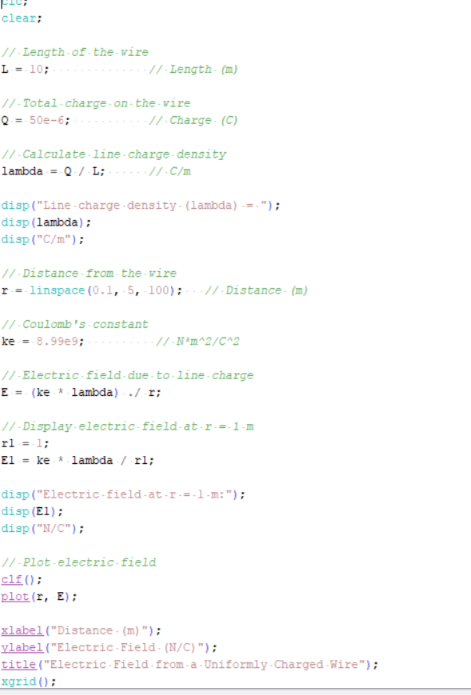 clc;
clear;
// Length of the wire
L = 10; // Length (m)
// Total charge on the wire
Q = 50e-6; // Charge (C)
// Calculate line charge density
lambda = Q / L; // C/m
disp("Line charge density (lambda) = ");
disp(lambda);
disp("C/m");
// Distance from the wire
r = linspace(0.1, 5, 100); // Distance (m)
// Coulomb's constant
ke = 8.99e9; // N*m^2/C^2
// Electric field due to line charge
E = (ke * lambda) ./ r;
// Display electric field at r = 1 m
r1 = 1;
E1 = ke * lambda / r1;
disp("Electric field at r = 1 m:");
disp(E1);
disp("N/C");
// Plot electric field
clf();
plot(r, E);
xlabel("Distance (m)");
ylabel("Electric Field (N/C)");
title("Electric Field from a Uniformly Charged Wire");
xgrid();